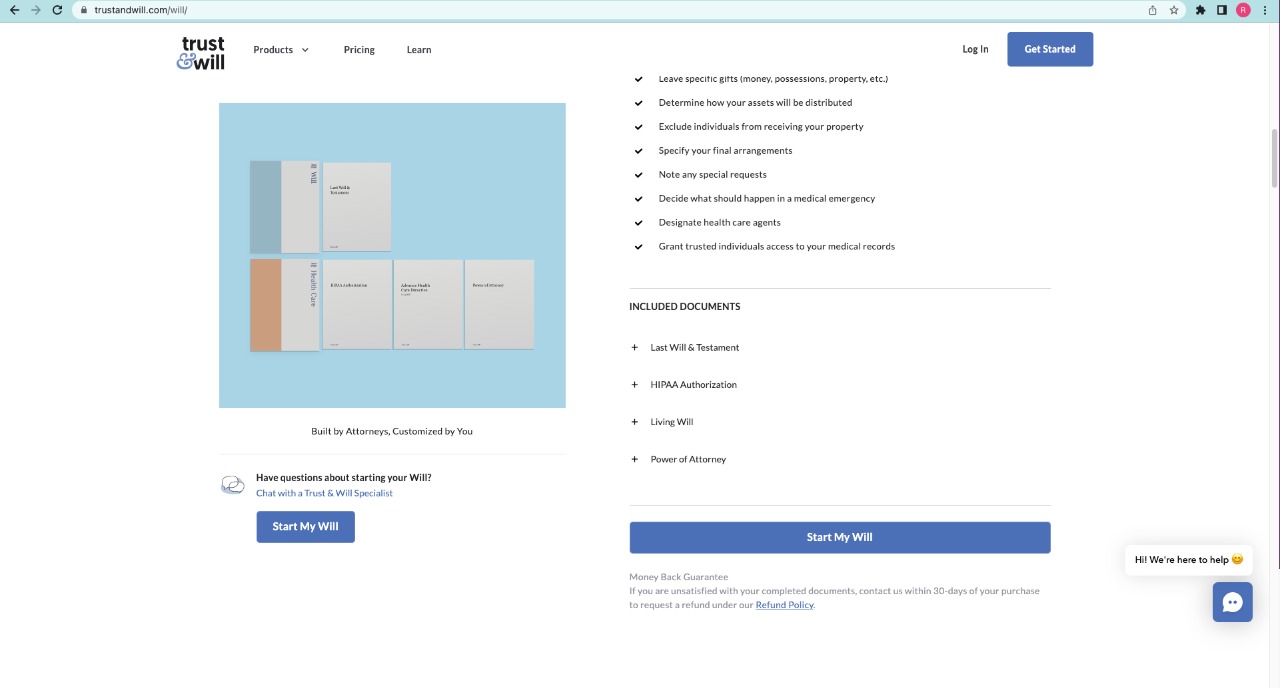 trustandwill.com/will/
R
trust
&will
Products
Pricing
Learn
Log In
Get Started
Leave specific gifts (money, possessions, property, etc.)
Determine how your assets will be distributed
Exclude individuals from receiving your property
Specify your final arrangements
Note any special requests
Decide what should happen in a medical emergency
Designate health care agents
Grant trusted individuals access to your medical records
Will
Last Will &
Testament
Health Care
HIPAA Authorization
Advance Health
Care Directive
Power of Attorney
Built by Attorneys, Customized by You
Have questions about starting your Will?
Chat with a Trust & Will Specialist
Start My Will
INCLUDED DOCUMENTS
+ Last Will & Testament
+ HIPAA Authorization
+ Living Will
+ Power of Attorney
Start My Will
Money Back Guarantee
If you are unsatisfied with your completed documents, contact us within 30-days of your purchase
to request a refund under our Refund Policy.
Hi! We're here to help 😊